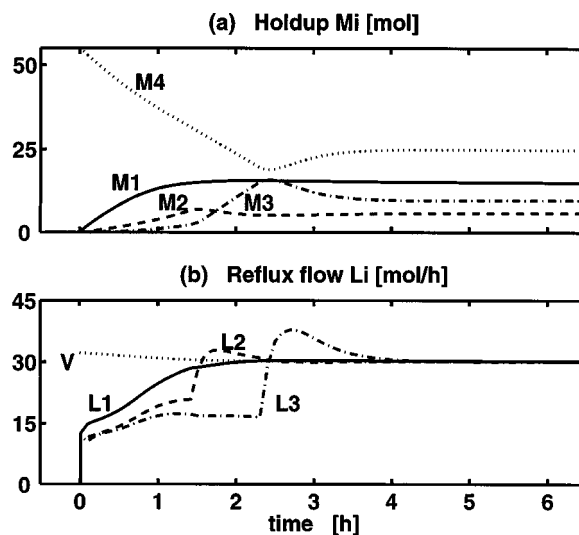 (a) Holdup Mi [mol]
50
M4
25
M1
M2
M3
0
(b) Reflux flow Li [mol/h]
45
L2
30
V
L1
L3
15
0
0 1 2 3 4 5 6
time [h]